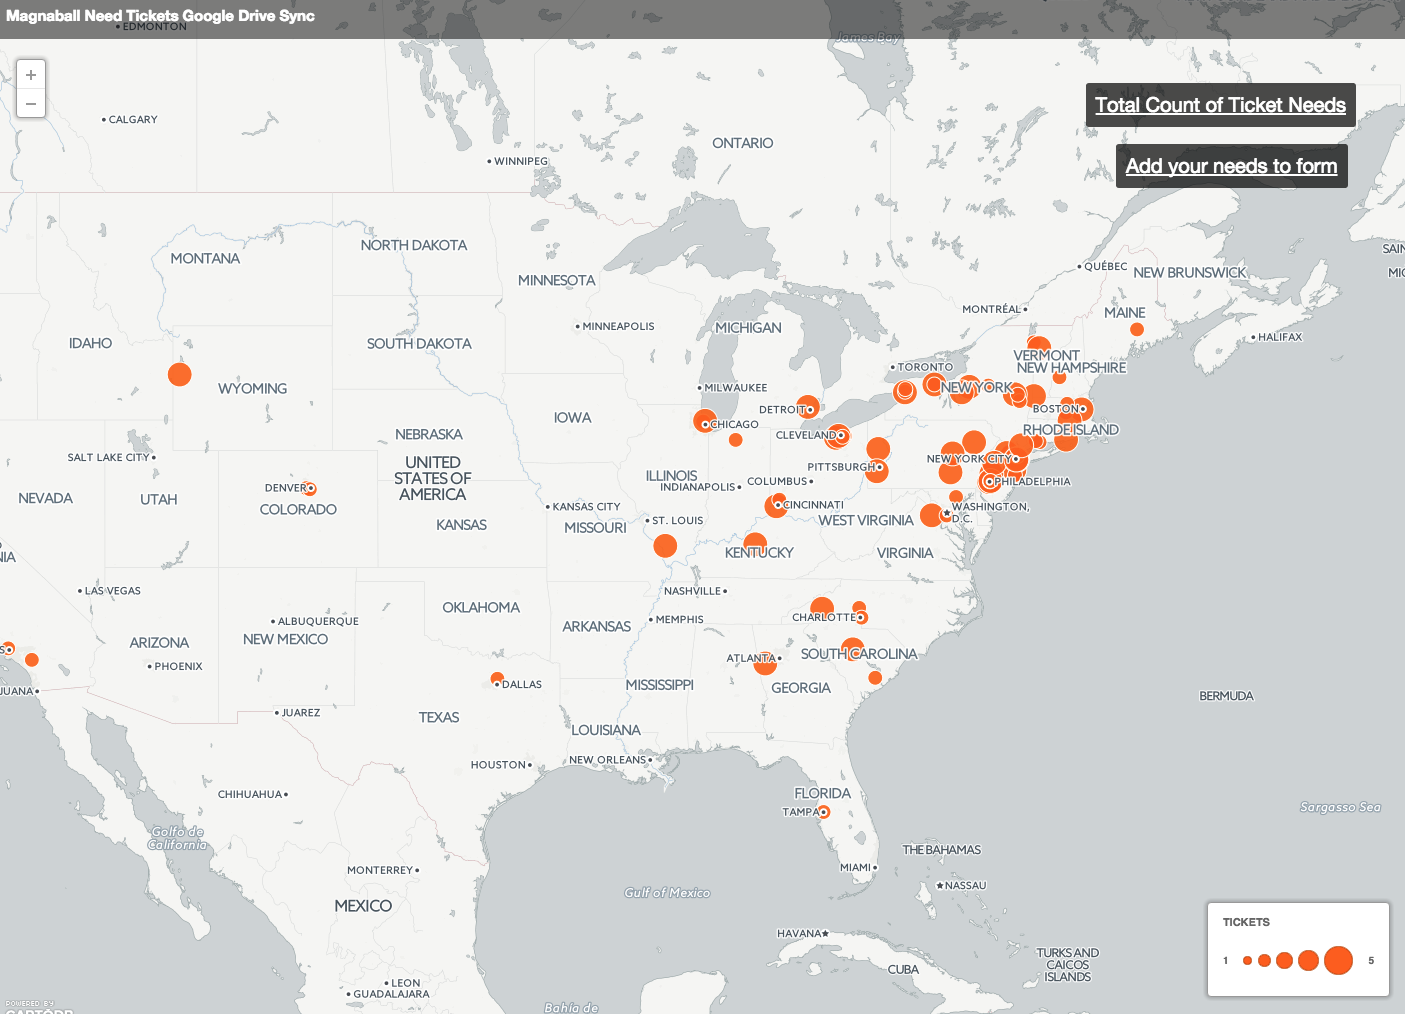 Magnaball Need Tickets Google Drive Sync
EDMONTON
James Bay
+
−
Total Count of Ticket Needs
CALGARY
ONTARIO
WINNIPEG
Add your needs to form
NORTH DAKOTA
MONTANA
QUÉBEC
NEW BRUNSWICK
MINNESOTA
MONTRÉAL
MAINE
MINNEAPOLIS
MICHIGAN
HALIFAX
IDAHO
SOUTH DAKOTA
VERMONT
TORONTO
NEW HAMPSHIRE
WYOMING
MILWAUKEE
NEW YORK
DETROIT
BOSTON
IOWA
CHICAGO
RHODE ISLAND
NEBRASKA
CLEVELAND
SALT LAKE CITY
UNITED
STATES OF
AMERICA
NEW YORK CITY
PITTSBURGH
ILLINOIS
NEVADA
UTAH
DENVER
INDIANAPOLIS
COLUMBUS
PHILADELPHIA
COLORADO
KANSAS CITY
CINCINNATI
WASHINGTON,
D.C.
KANSAS
MISSOURI
ST. LOUIS
WEST VIRGINIA
KENTUCKY
VIRGINIA
LAS VEGAS
NASHVILLE
OKLAHOMA
ALBUQUERQUE
ARKANSAS
MEMPHIS
CHARLOTTE
ARIZONA
NEW MEXICO
PHOENIX
ATLANTA
SOUTH CAROLINA
DALLAS
MISSISSIPPI
GEORGIA
BERMUDA
JUAREZ
TEXAS
LOUISIANA
HOUSTON
NEW ORLEANS
CHIHUAHUA
FLORIDA
TAMPA
Sargasso Sea
Golfo de
California
THE BAHAMAS
MONTERREY
MIAMI
NASSAU
Gulf of Mexico
MEXICO
TICKETS
HAVANA
1
5
TURKS AND
CAICOS
ISLANDS
CUBA
LEON
GUADALAJARA
POWERED BY
Bahía de